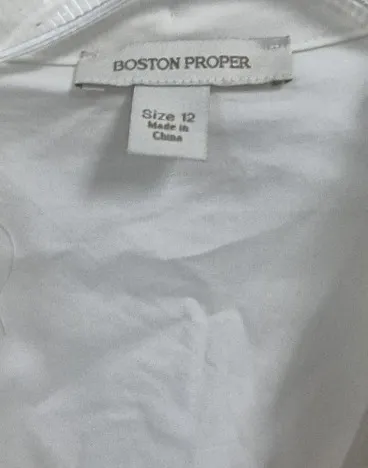 BOSTON PROPER
Size 12
Made in
China